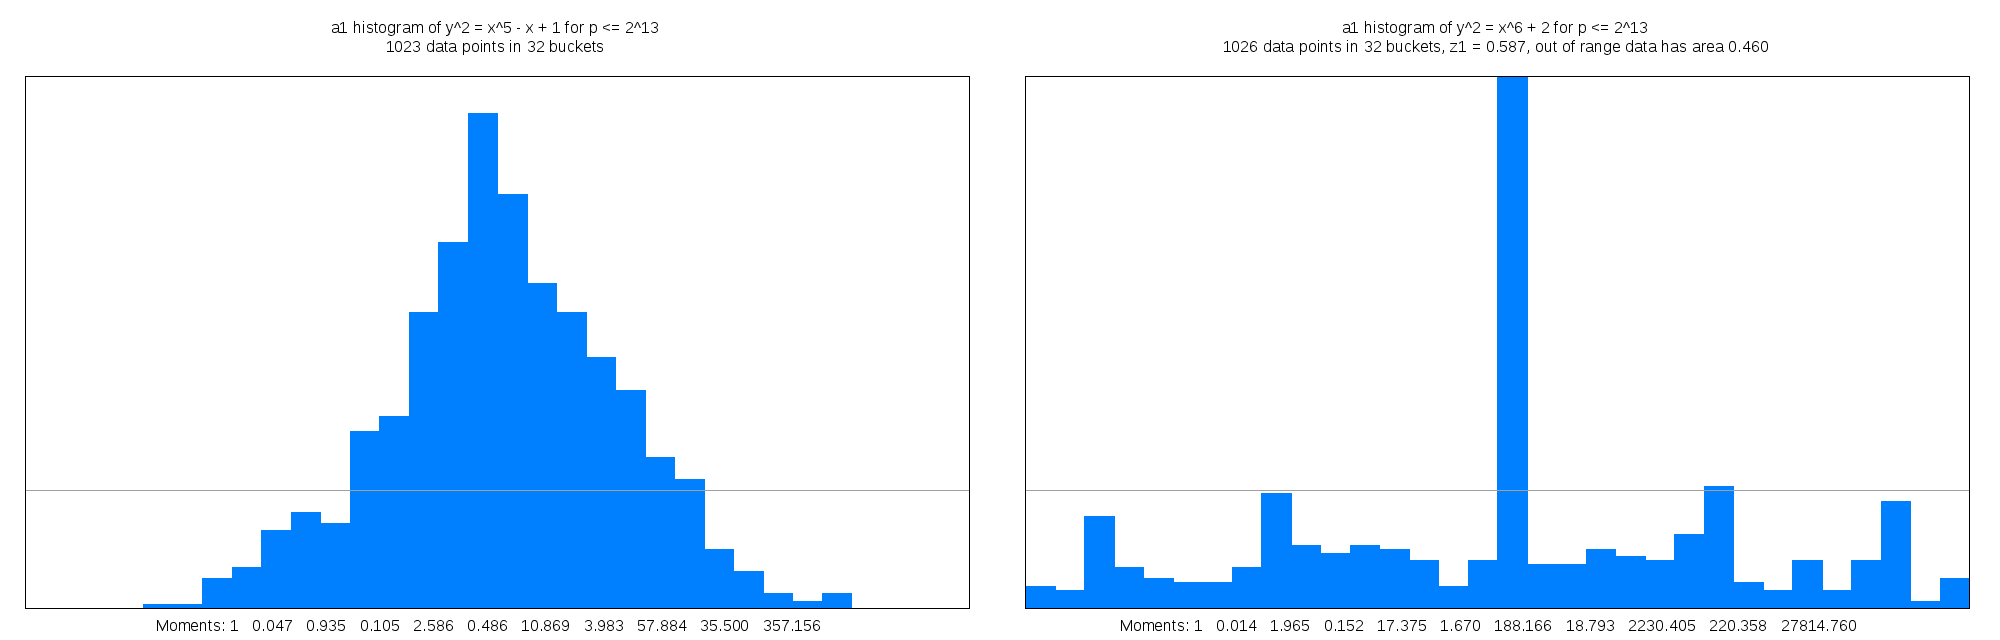 a1 histogram of y^2 = x^5 - x + 1 for p <= 2^13
1023 data points in 32 buckets
Moments: 1 0.047 0.935 0.105 2.586 0.486 10.869 3.983 57.884 35.500 357.156
a1 histogram of y^2 = x^6 + 2 for p <= 2^13
1026 data points in 32 buckets, z1 = 0.587, out of range data has area 0.460
Moments: 1 0.014 1.965 0.152 17.375 1.670 188.166 18.793 2230.405 220.358 27814.760